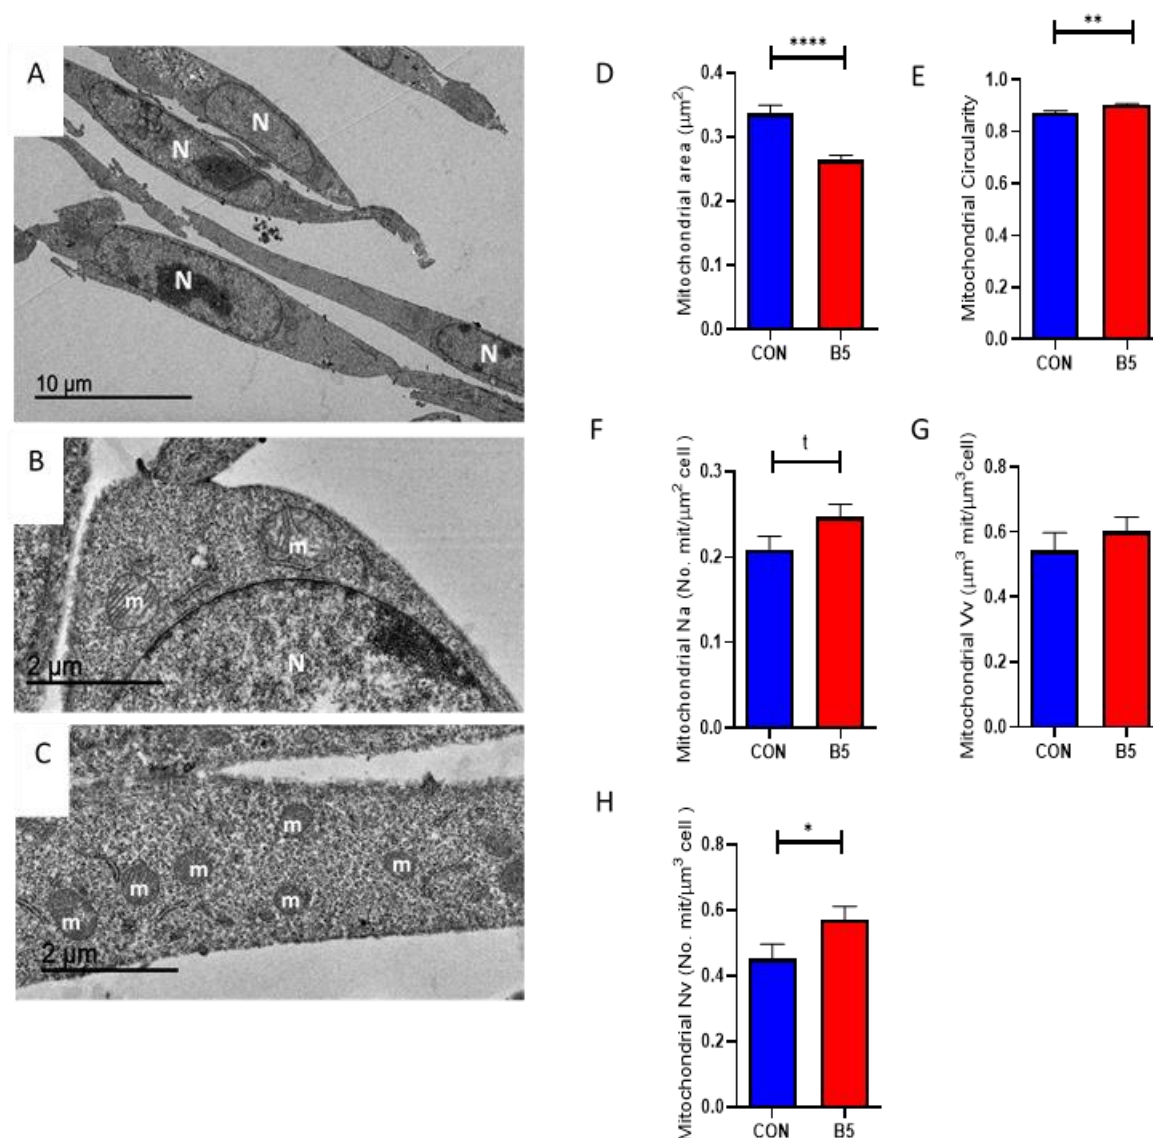 A
N
N
N
N
10 µm
B
m
m
N
2 µm
C
m
m
m
m
m
m
2 µm
D
****
Mitochondrial area (µm²)
0.4
0.3
0.2
0.1
0.0
CON B5
E
**
Mitochondrial Circularity
1.0
0.8
0.6
0.4
0.2
0.0
CON B5
F
t
Mitochondrial Na (No. mit/µm² cell)
0.3
0.2
0.1
0.0
CON B5
G
Mitochondrial Vv (µm³ mit/µm³cell)
0.8
0.6
0.4
0.2
0.0
CON B5
H
*
Mitochondrial Nv (No. mit/µm³ cell )
0.8
0.6
0.4
0.2
0.0
CON B5